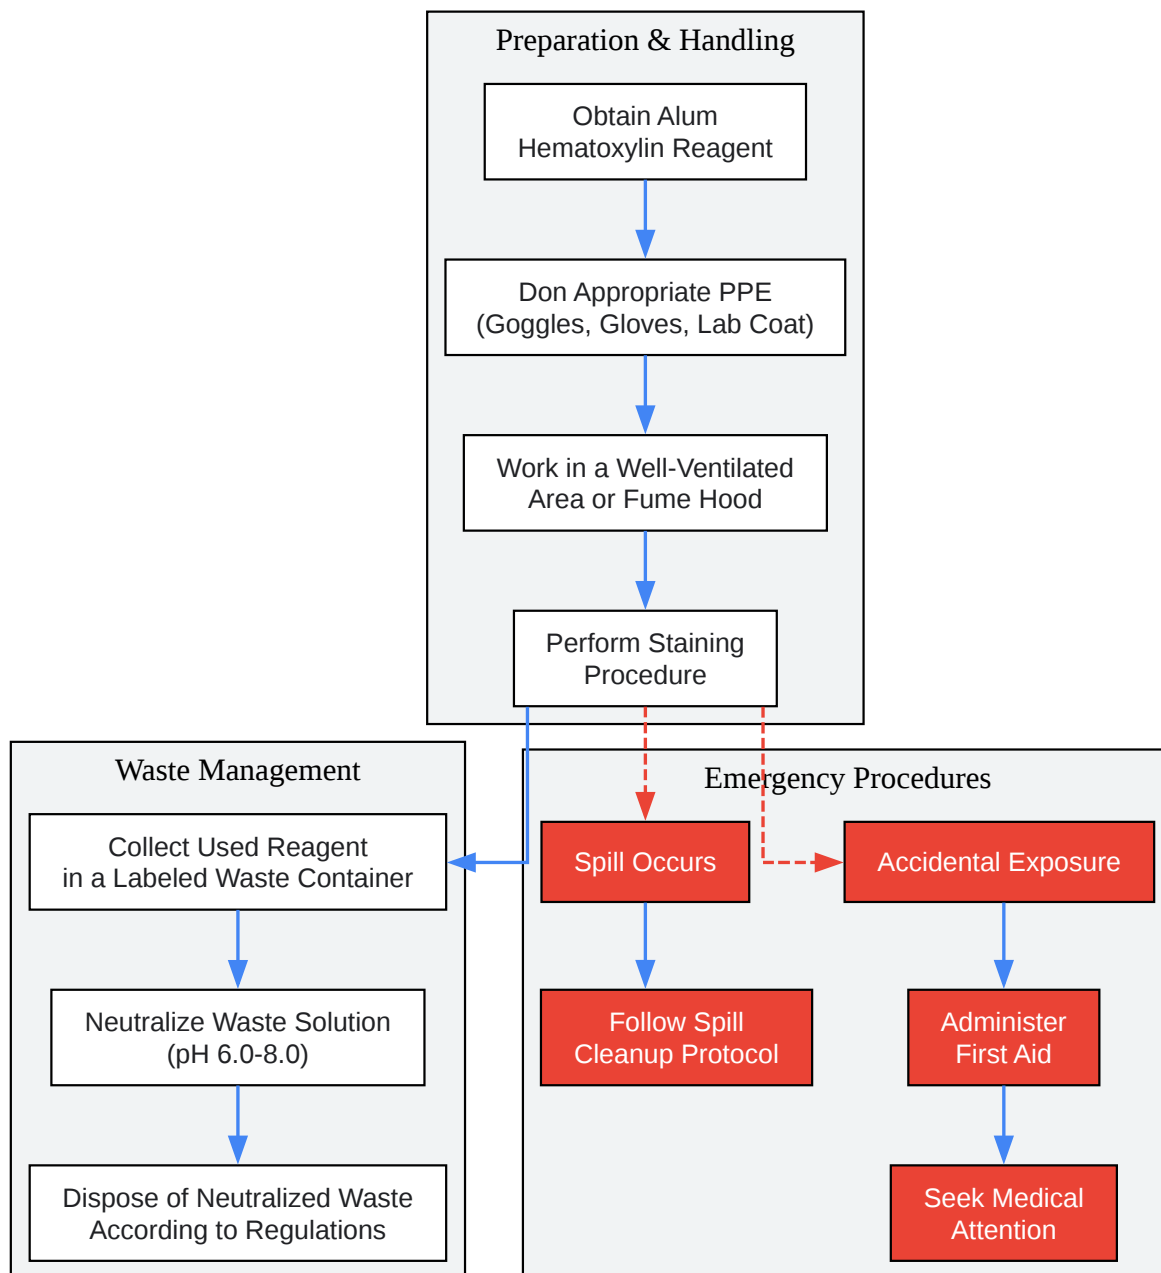 Preparation & Handling
Obtain Alum
Hematoxylin Reagent
Don Appropriate PPE
(Goggles, Gloves, Lab Coat)
Work in a Well-Ventilated
Area or Fume Hood
Perform Staining
Procedure
Waste Management
Collect Used Reagent
in a Labeled Waste Container
Neutralize Waste Solution
(pH 6.0-8.0)
Dispose of Neutralized Waste
According to Regulations
Emergency Procedures
Spill Occurs
Accidental Exposure
Follow Spill
Cleanup Protocol
Administer
First Aid
Seek Medical
Attention